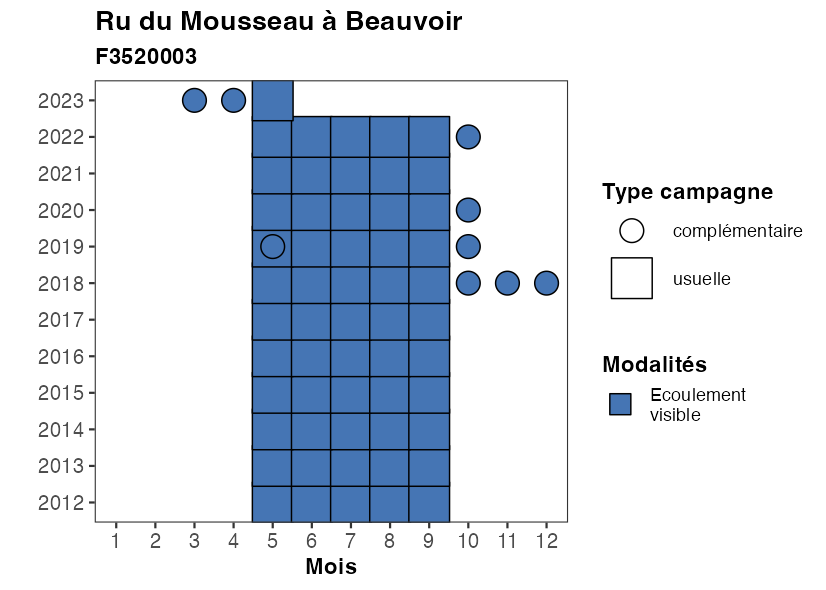 Ru du Mousseau à Beauvoir
F3520003
2023
2022
2021
2020
2019
2018
2017
2016
2015
2014
2013
2012
1 2 3 4 5 6 7 8 9 10 11 12
Mois
Type campagne
complémentaire
usuelle
Modalités
Ecoulement
visible